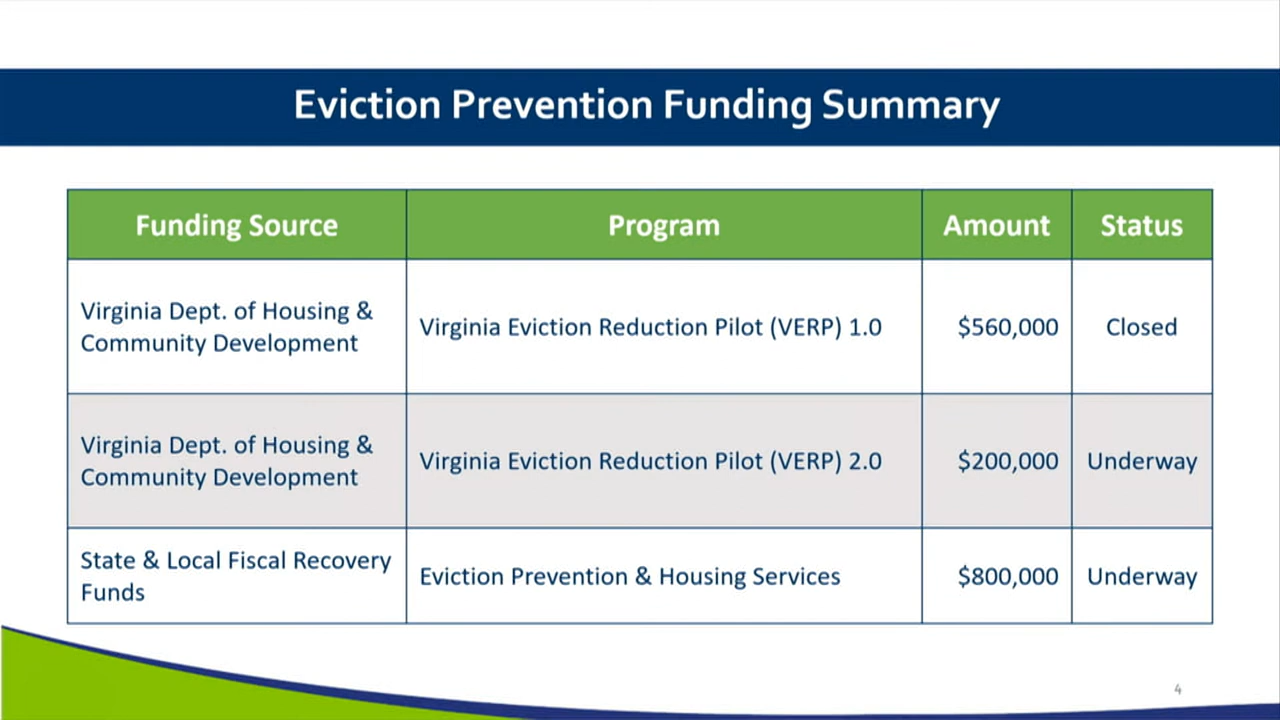 Eviction Prevention Funding Summary
Funding Source Program Amount Status
Virginia Dept. of Housing &
Community Development
Virginia Eviction Reduction Pilot (VERP) 1.0 $560,000 Closed
Virginia Dept. of Housing &
Community Development
Virginia Eviction Reduction Pilot (VERP) 2.0 $200,000 Underway
State & Local Fiscal Recovery
Funds
Eviction Prevention & Housing Services $800,000 Underway
4